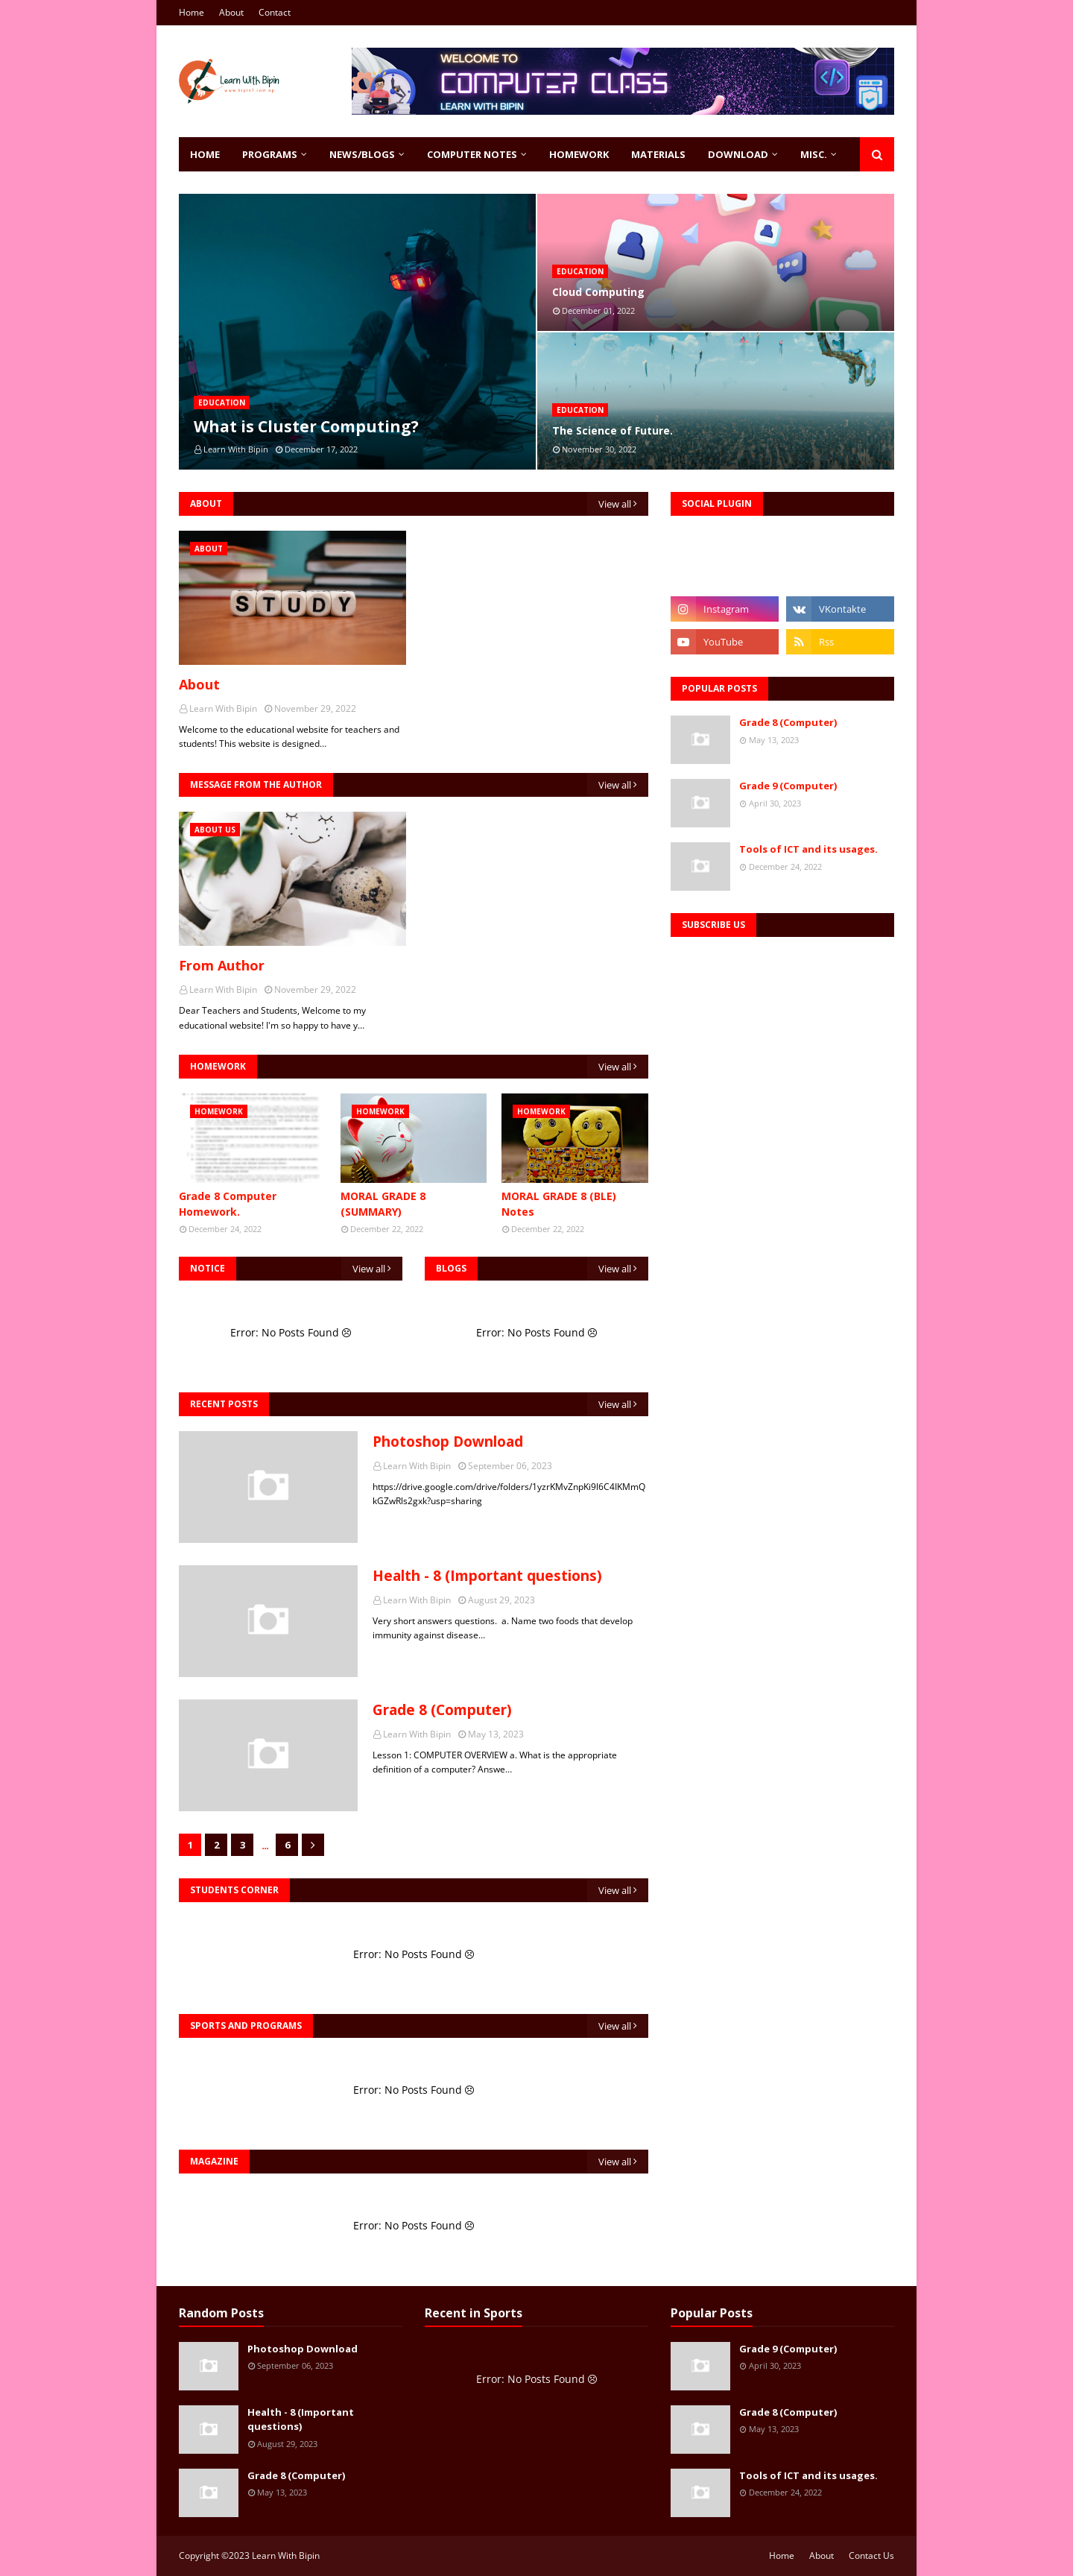 Home About Contact
Learn With Bipin
WELCOME TO
COMPUTER CLASS
LEARN WITH BIPIN
HOME PROGRAMS NEWS/BLOGS COMPUTER NOTES HOMEWORK MATERIALS DOWNLOAD MISC.
EDUCATION
What is Cluster Computing?
Learn With Bipin December 17, 2022
EDUCATION
Cloud Computing
December 01, 2022
EDUCATION
The Science of Future.
November 30, 2022
ABOUT View all
ABOUT
STUDY
About
Learn With Bipin November 29, 2022
Welcome to the educational website for teachers and
students! This website is designed…
MESSAGE FROM THE AUTHOR View all
ABOUT US
From Author
Learn With Bipin November 29, 2022
Dear Teachers and Students, Welcome to my
educational website! I'm so happy to have y…
HOMEWORK View all
HOMEWORK
Grade 8 Computer
Homework.
December 24, 2022
HOMEWORK
MORAL GRADE 8
(SUMMARY)
December 22, 2022
HOMEWORK
MORAL GRADE 8 (BLE)
Notes
December 22, 2022
NOTICE View all
Error: No Posts Found
BLOGS View all
Error: No Posts Found
RECENT POSTS View all
Photoshop Download
Learn With Bipin September 06, 2023
https://drive.google.com/drive/folders/1yzrKMvZnpKi9I6C4IKMmQ
kGZwRls2gxk?usp=sharing
Health - 8 (Important questions)
Learn With Bipin August 29, 2023
Very short answers questions. a. Name two foods that develop
immunity against disease…
Grade 8 (Computer)
Learn With Bipin May 13, 2023
Lesson 1: COMPUTER OVERVIEW a. What is the appropriate
definition of a computer? Answe…
1 2 3 ... 6
STUDENTS CORNER View all
Error: No Posts Found
SPORTS AND PROGRAMS View all
Error: No Posts Found
MAGAZINE View all
Error: No Posts Found
SOCIAL PLUGIN
Instagram VKontakte
YouTube Rss
POPULAR POSTS
Grade 8 (Computer)
May 13, 2023
Grade 9 (Computer)
April 30, 2023
Tools of ICT and its usages.
December 24, 2022
SUBSCRIBE US
Random Posts
Photoshop Download
September 06, 2023
Health - 8 (Important
questions)
August 29, 2023
Grade 8 (Computer)
May 13, 2023
Recent in Sports
Error: No Posts Found
Popular Posts
Grade 9 (Computer)
April 30, 2023
Grade 8 (Computer)
May 13, 2023
Tools of ICT and its usages.
December 24, 2022
Copyright ©2023 Learn With Bipin
Home About Contact Us